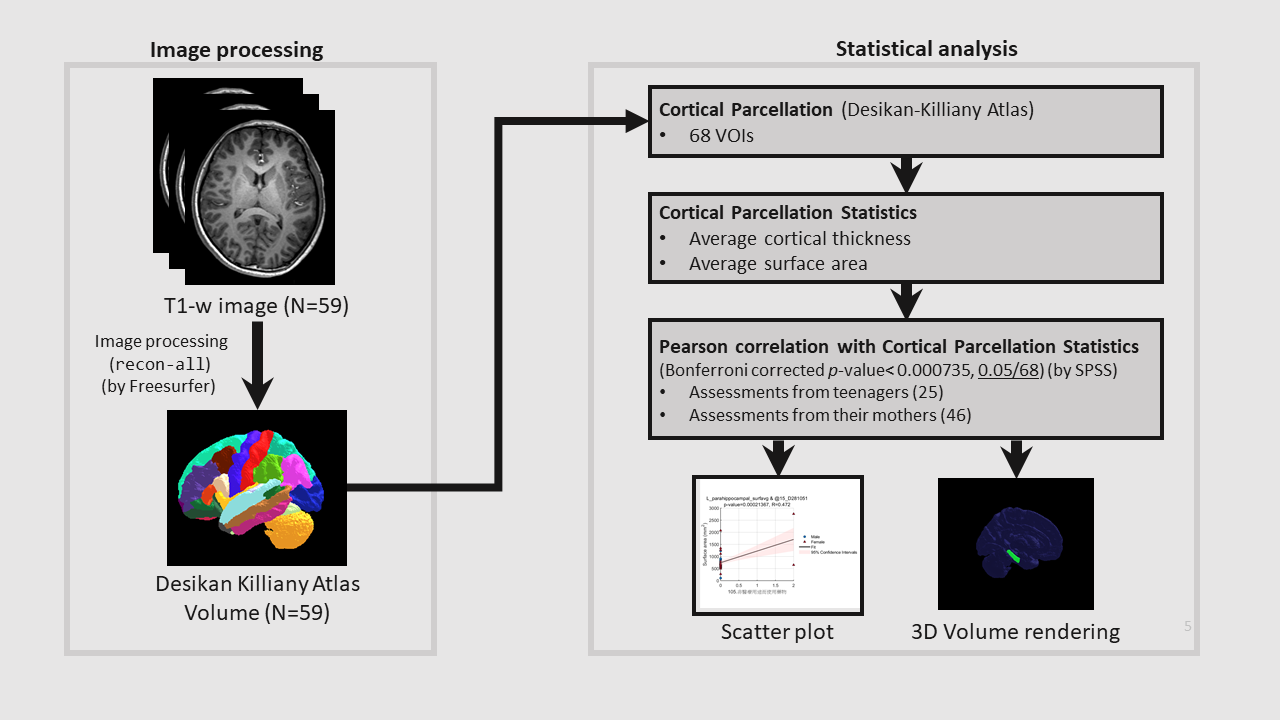 Image processing
T1-w image (N=59)
Image processing
(recon-all)
(by Freesurfer)
Desikan Killiany Atlas
Volume (N=59)
Statistical analysis
Cortical Parcellation (Desikan-Killiany Atlas)
• 68 VOIs
Cortical Parcellation Statistics
• Average cortical thickness
• Average surface area
Pearson correlation with Cortical Parcellation Statistics
(Bonferroni corrected p-value< 0.000735, 0.05/68) (by SPSS)
• Assessments from teenagers (25)
• Assessments from their mothers (46)
L_parahippocampal_surfavg & @15_D281051
p-value=0.00021367, R=0.472
3000
2500
2000
1500
1000
500
0
Surface area (mm²)
0 0.5 1 1.5 2
Male
Female
Fit
95% Confidence Intervals
Scatter plot
3D Volume rendering
5